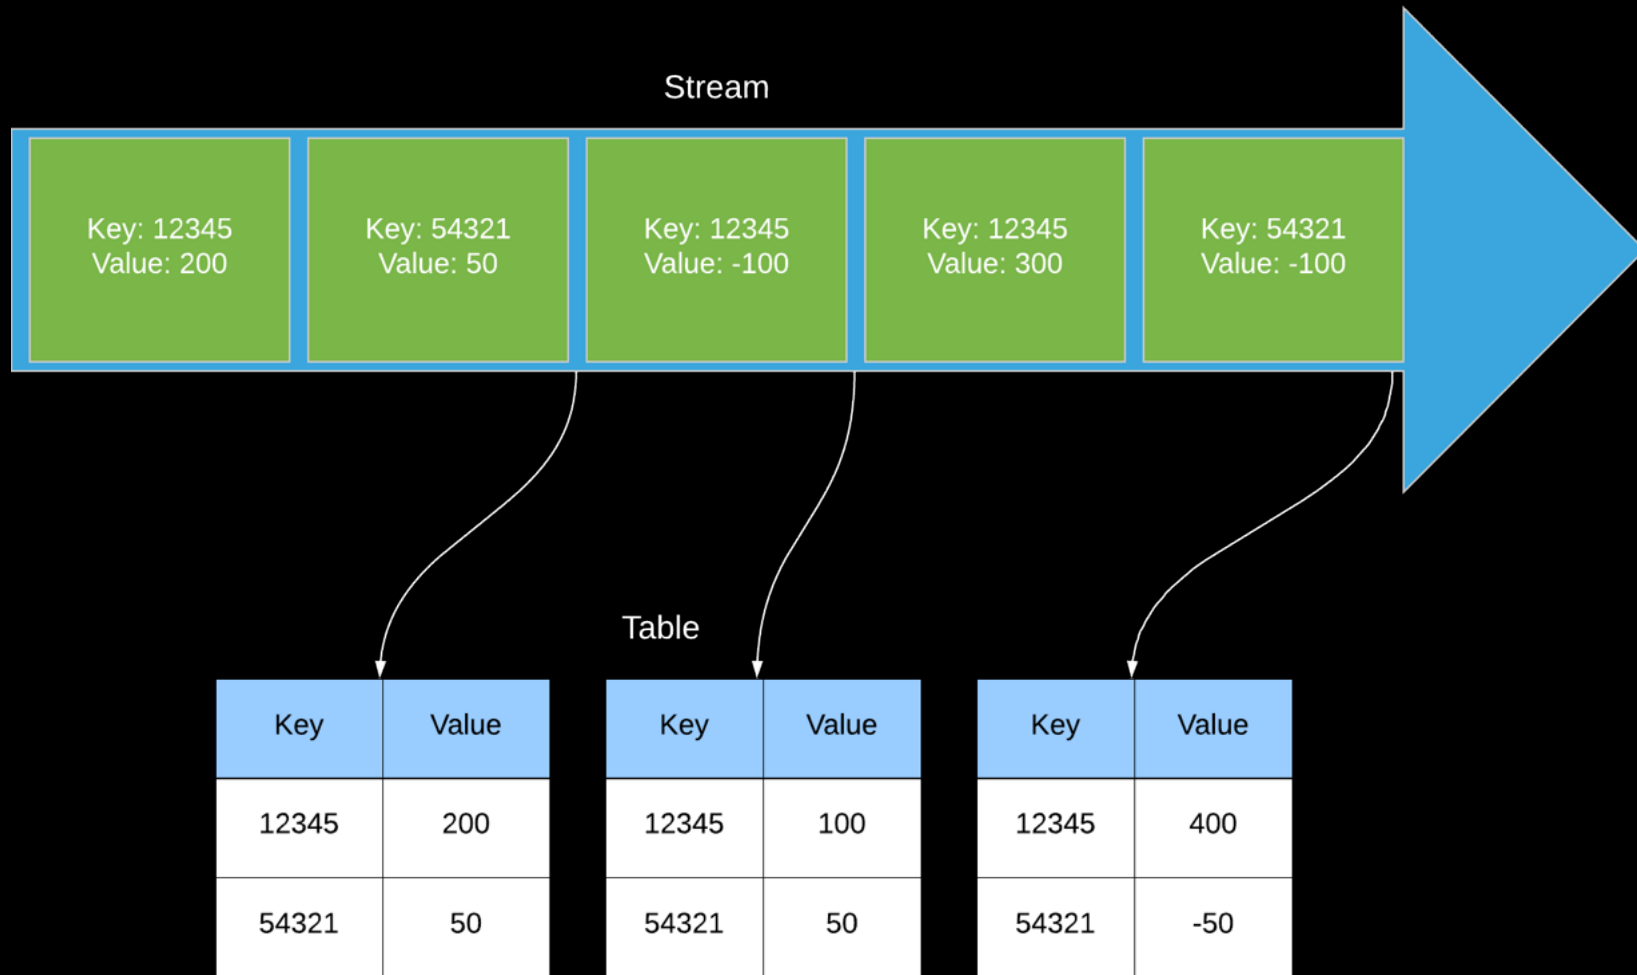 Stream
Key: 12345
Value: 200
Key: 54321
Value: 50
Key: 12345
Value: -100
Key: 12345
Value: 300
Key: 54321
Value: -100
Table
Key Value
12345 200
54321 50
Key Value
12345 100
54321 50
Key Value
12345 400
54321 -50